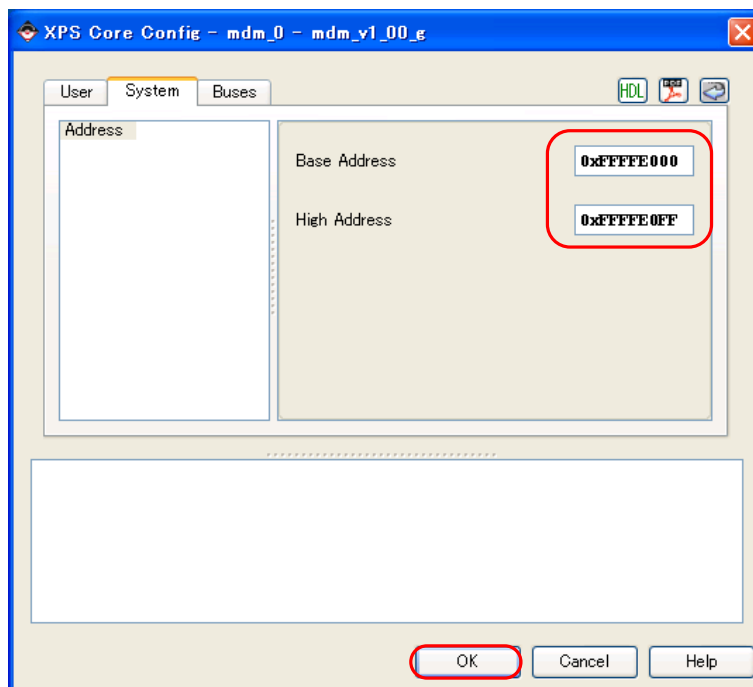 XPS Core Config - mdm_0 - mdm_v1_00_g
User System Buses HDL
Address
Base Address 0xFFFFE000
High Address 0xFFFFE0FF
OK Cancel Help